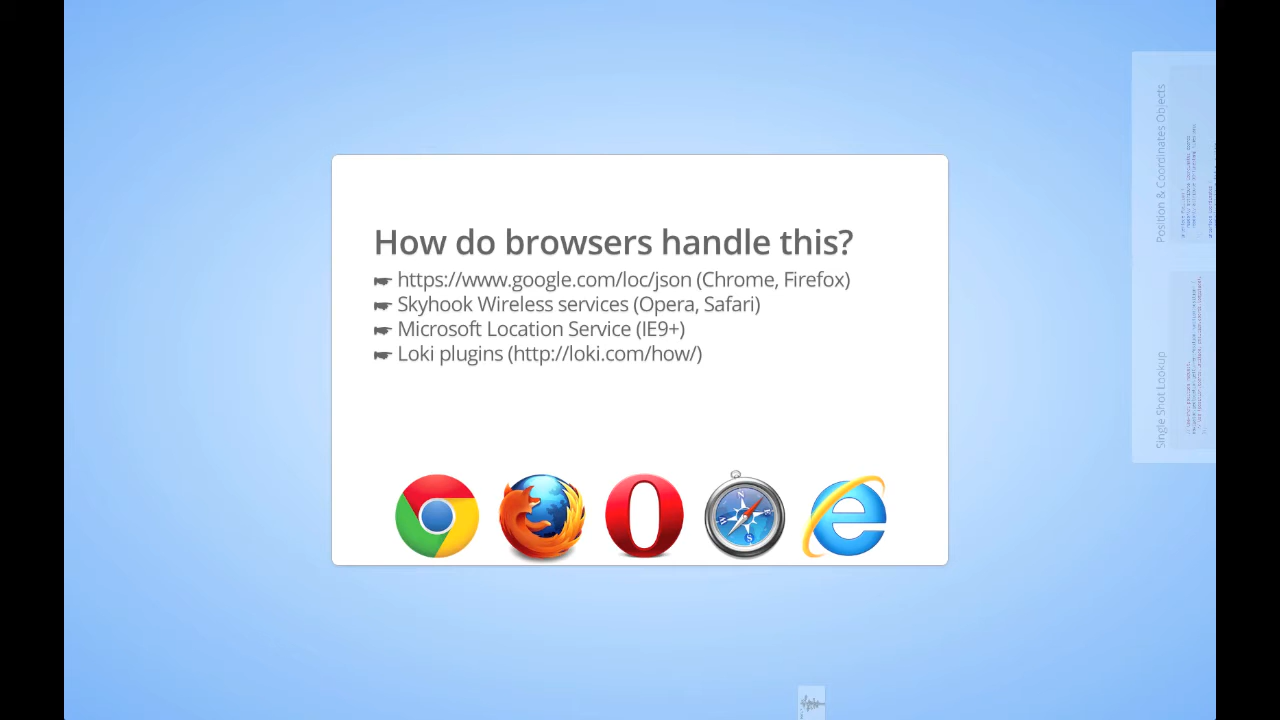 How do browsers handle this?
☛ https://www.google.com/loc/json (Chrome, Firefox)
☛ Skyhook Wireless services (Opera, Safari)
☛ Microsoft Location Service (IE9+)
☛ Loki plugins (http://loki.com/how/)
Position & Coordinates Objects
Single Shot Lookup